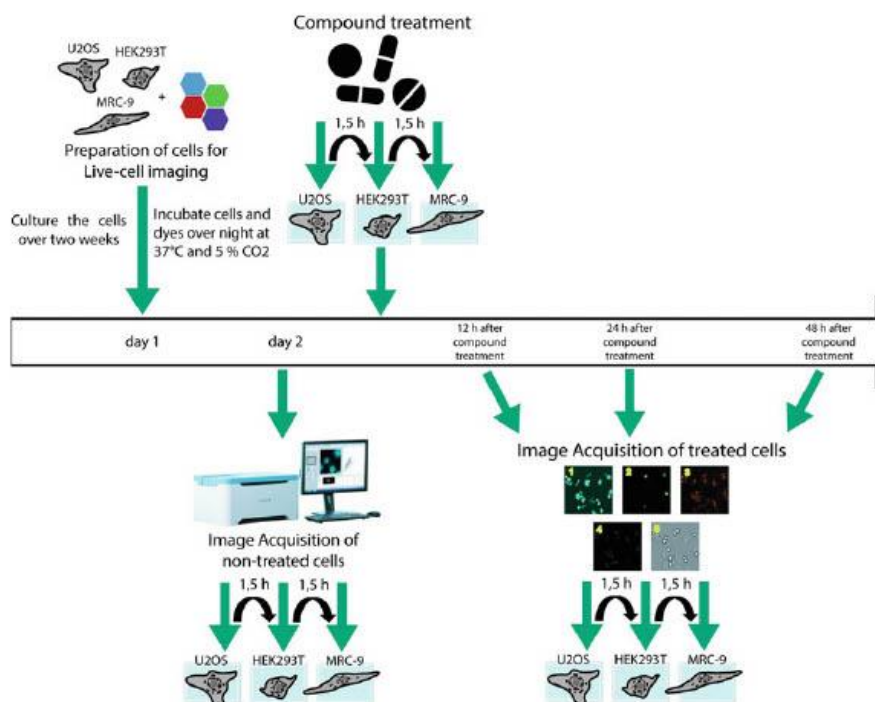 Compound treatment
U2OS
HEK293T
MRC-9
+
Preparation of cells for
Live-cell imaging
1,5 h
1,5 h
U2OS
HEK293T
MRC-9
Culture the cells
over two weeks
Incubate cells and
dyes over night at
37°C and 5 % CO2
day 1
day 2
12 h after
compound
treatment
24 h after
compound
treatment
48 h after
compound
treatment
Image Acquisition of
non-treated cells
1,5 h
1,5 h
U2OS
HEK293T
MRC-9
Image Acquisition of treated cells
1
2
3
4
5
1,5 h
1,5 h
U2OS
HEK293T
MRC-9